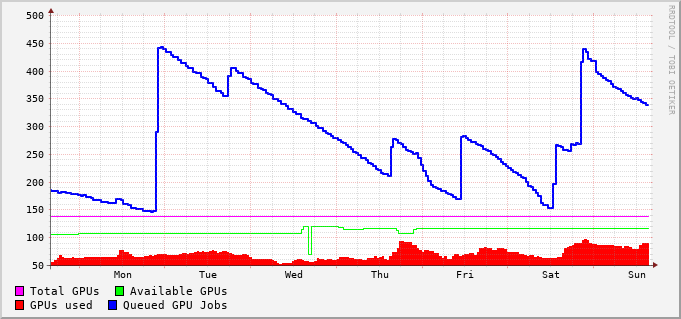 RRDTOOL / TOBI OETIKER
500
450
400
350
300
250
200
150
100
50
Mon Tue Wed Thu Fri Sat Sun
Total GPUs Available GPUs
GPUs used Queued GPU Jobs